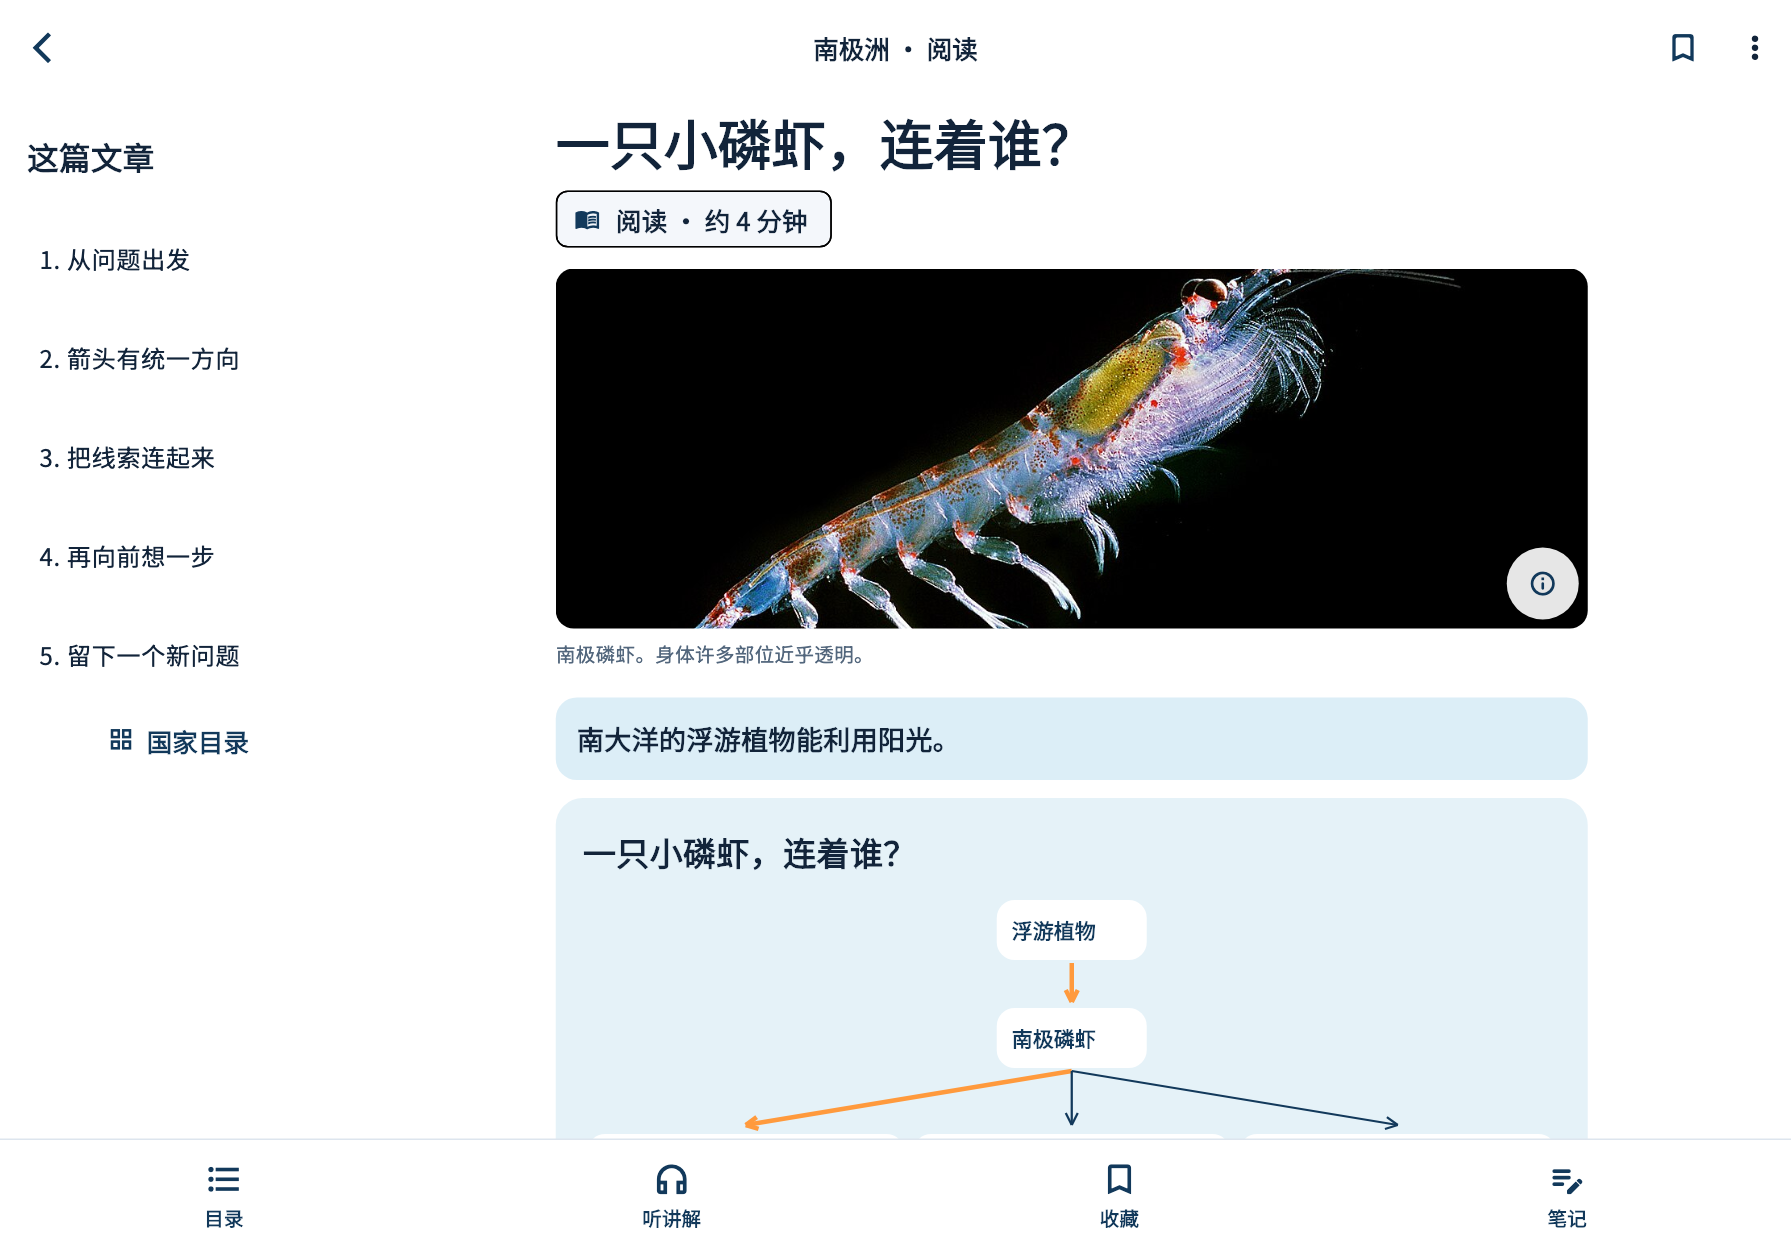 南极洲 · 阅读
这篇文章
1. 从问题出发
2. 箭头有统一方向
3. 把线索连起来
4. 再向前想一步
5. 留下一个新问题
国家目录
一只小磷虾，连着谁？
阅读 · 约 4 分钟
南极磷虾。身体许多部位近乎透明。
南大洋的浮游植物能利用阳光。
一只小磷虾，连着谁？
浮游植物
南极磷虾
目录
听讲解
收藏
笔记